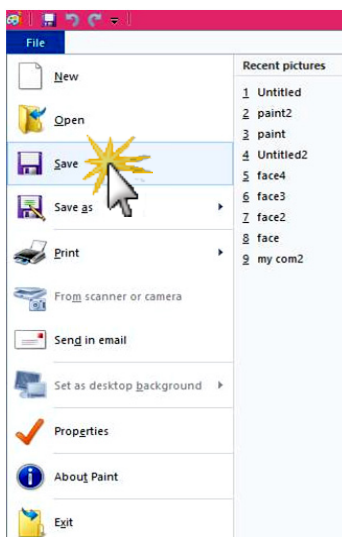 File
New
Open
Save
Save as
Print
From scanner or camera
Send in email
Set as desktop background
Properties
About Paint
Exit
Recent pictures
1 Untitled
2 paint2
3 paint
4 Untitled2
5 face4
6 face3
7 face2
8 face
9 my com2